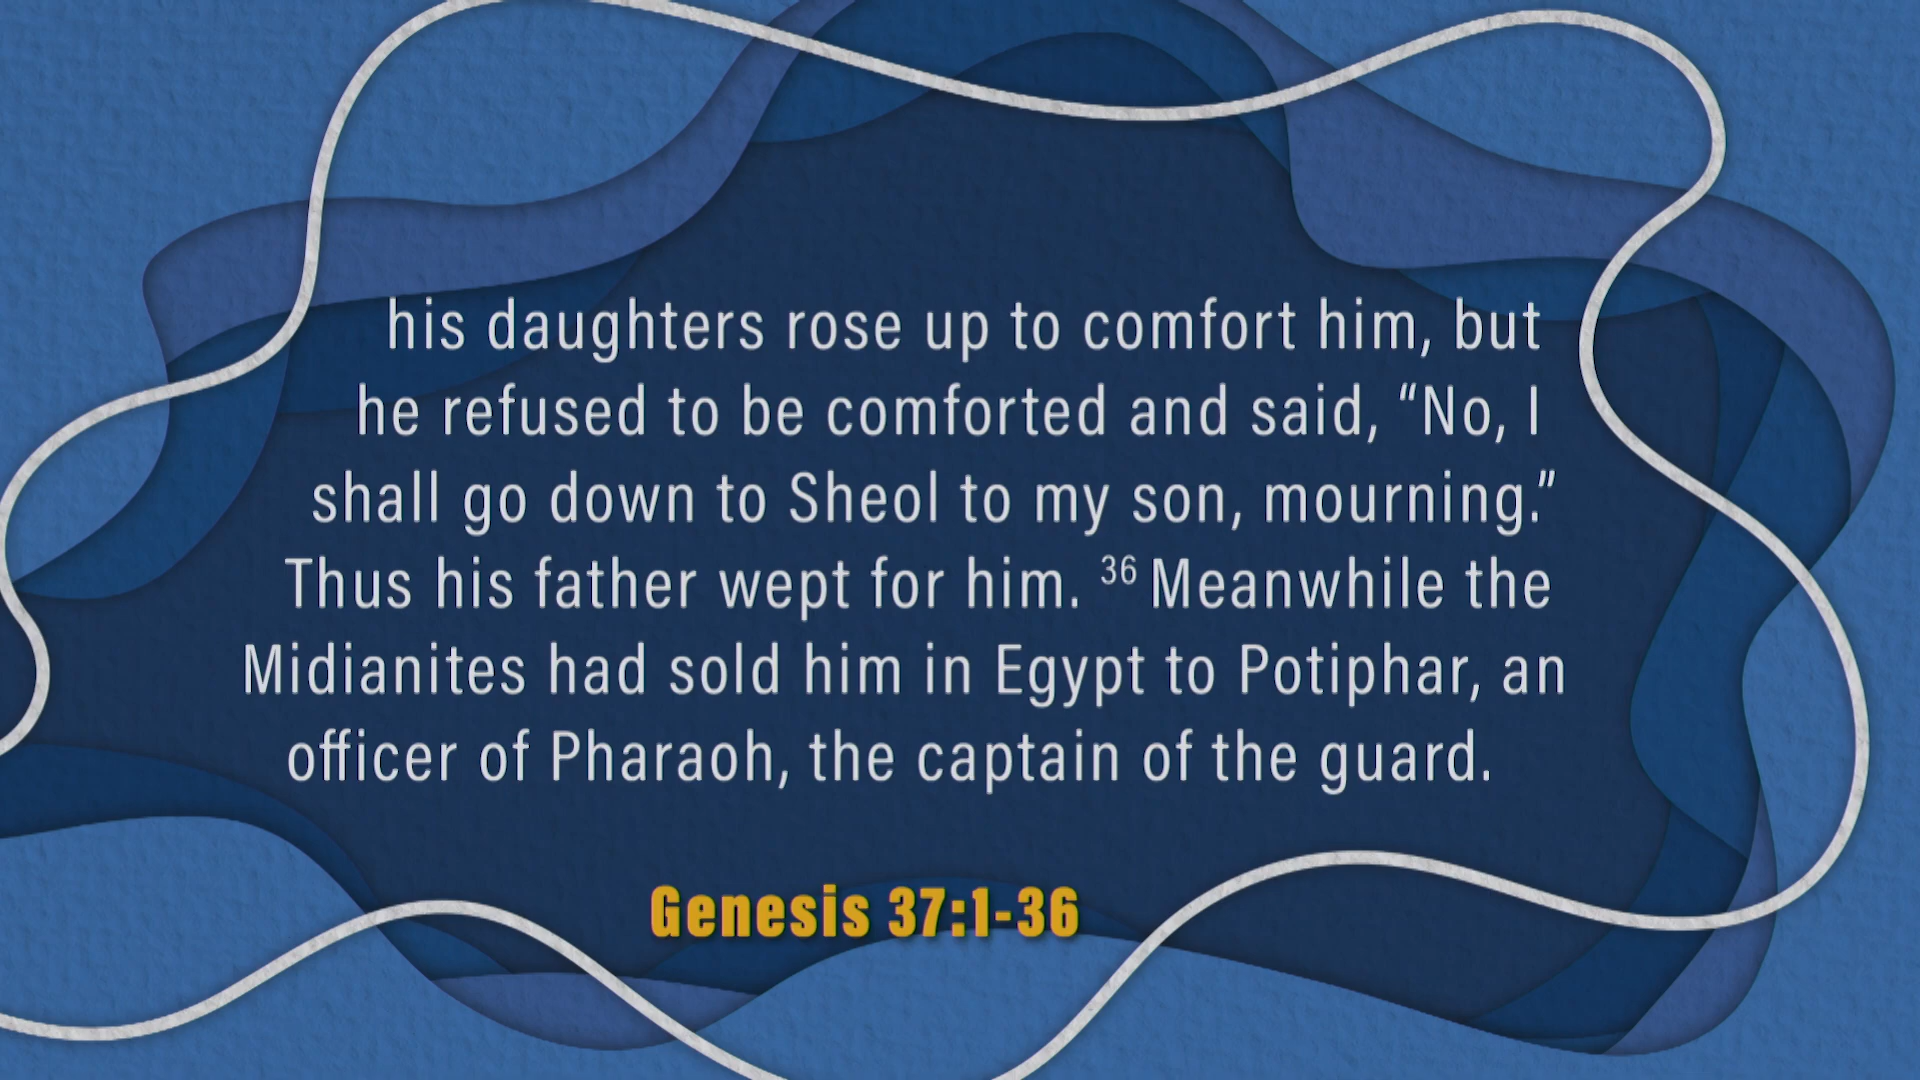 his daughters rose up to comfort him, but
he refused to be comforted and said, “No, I
shall go down to Sheol to my son, mourning.”
Thus his father wept for him. 36 Meanwhile the
Midianites had sold him in Egypt to Potiphar, an
officer of Pharaoh, the captain of the guard.
Genesis 37:1-36